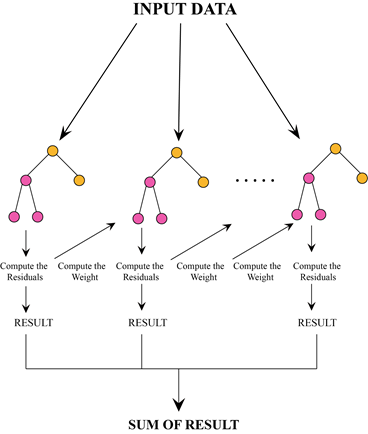 INPUT DATA
. . . . .
Compute the Residuals
Compute the Weight
Compute the Residuals
Compute the Weight
Compute the Weight
Compute the Residuals
RESULT
RESULT
RESULT
SUM OF RESULT